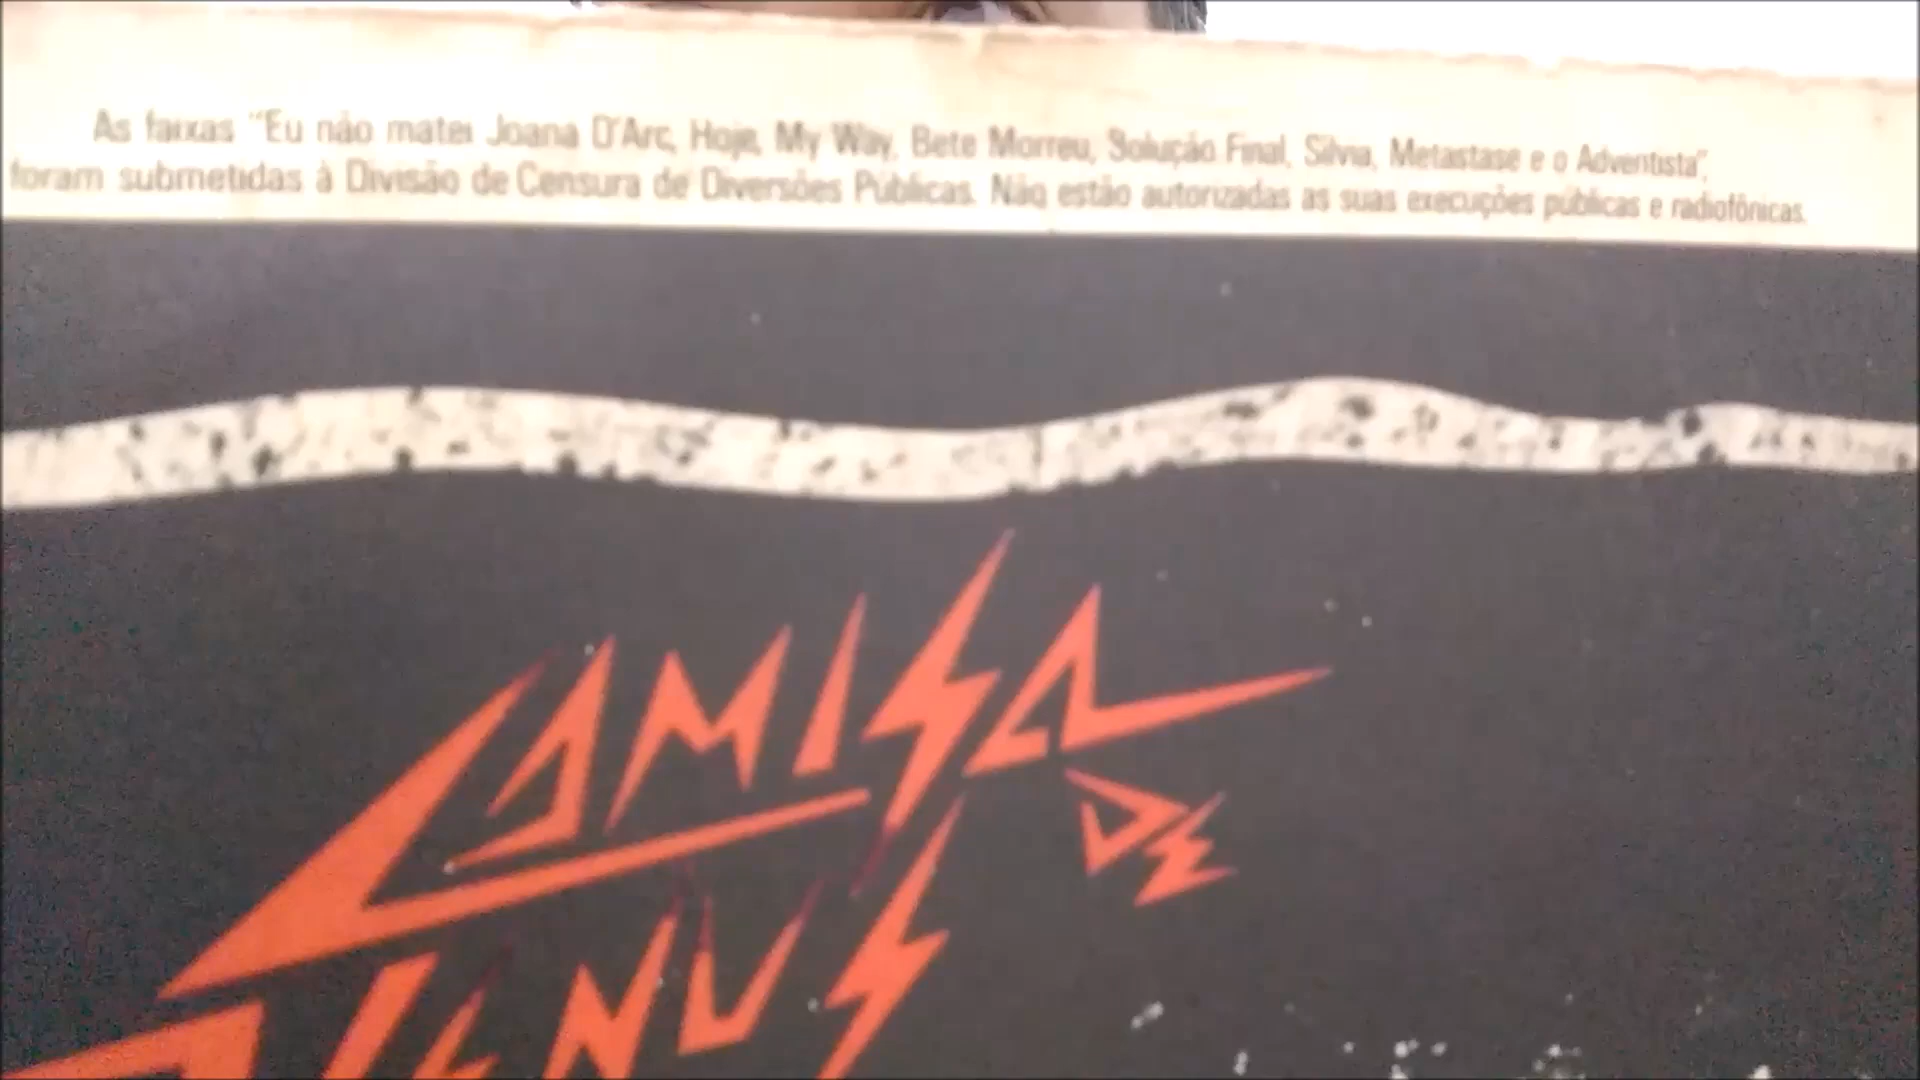 As faixas "Eu não matei Joana D'Arc, Hoje, My Way, Bete Morreu, Solução Final, Silvia, Metastase e o Adventista",
foram submetidas à Divisão de Censura de Diversões Públicas. Não estão autorizadas as suas execuções públicas e radiofônicas.
CAMISA
DE
VENUS